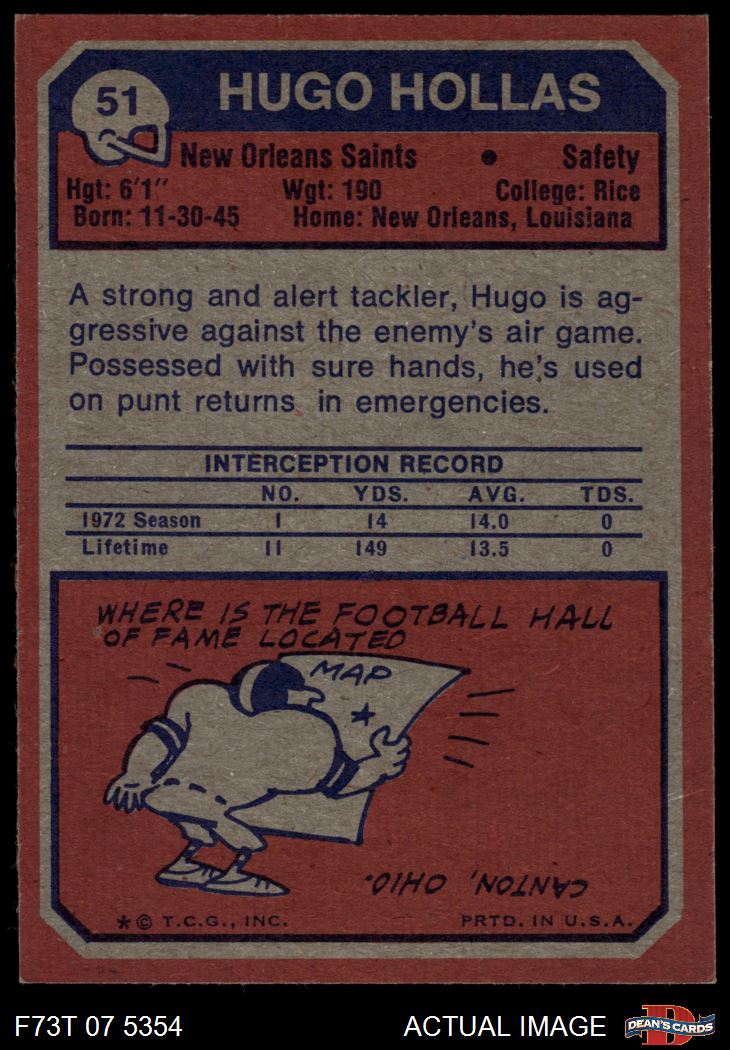 51
HUGO HOLLAS
New Orleans Saints • Safety
Hgt: 6'1" Wgt: 190 College: Rice
Born: 11-30-45 Home: New Orleans, Louisiana
A strong and alert tackler, Hugo is ag-
gressive against the enemy's air game.
Possessed with sure hands, he's used
on punt returns in emergencies.
INTERCEPTION RECORD
NO. YDS. AVG. TDS.
1972 Season 1 14 14.0 0
Lifetime 11 149 13.5 0
WHERE IS THE FOOTBALL HALL
OF FAME LOCATED
MAP
CANTON, OHIO.
* © T.C.G., INC. PRTD. IN U.S.A.
F73T 07 5354 ACTUAL IMAGE
D
DEAN'S CARDS